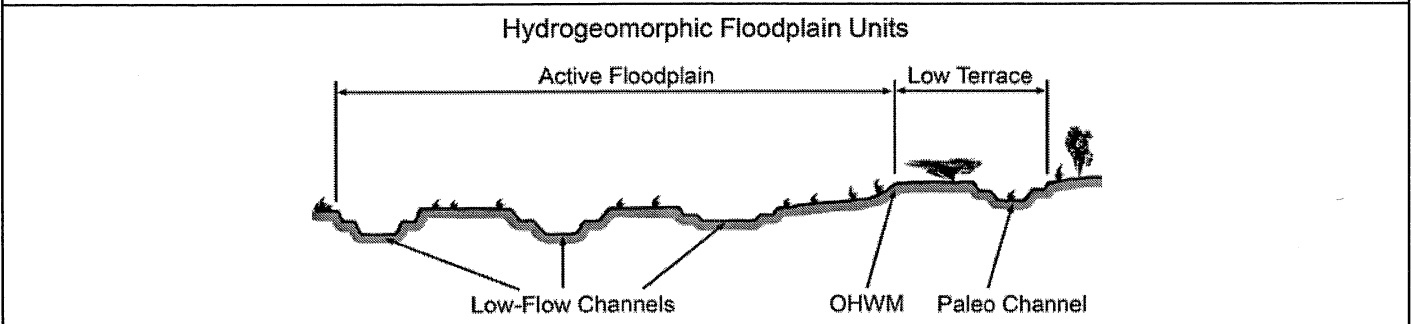 Hydrogeomorphic Floodplain Units
Active Floodplain
Low Terrace
Low-Flow Channels
OHWM
Paleo Channel